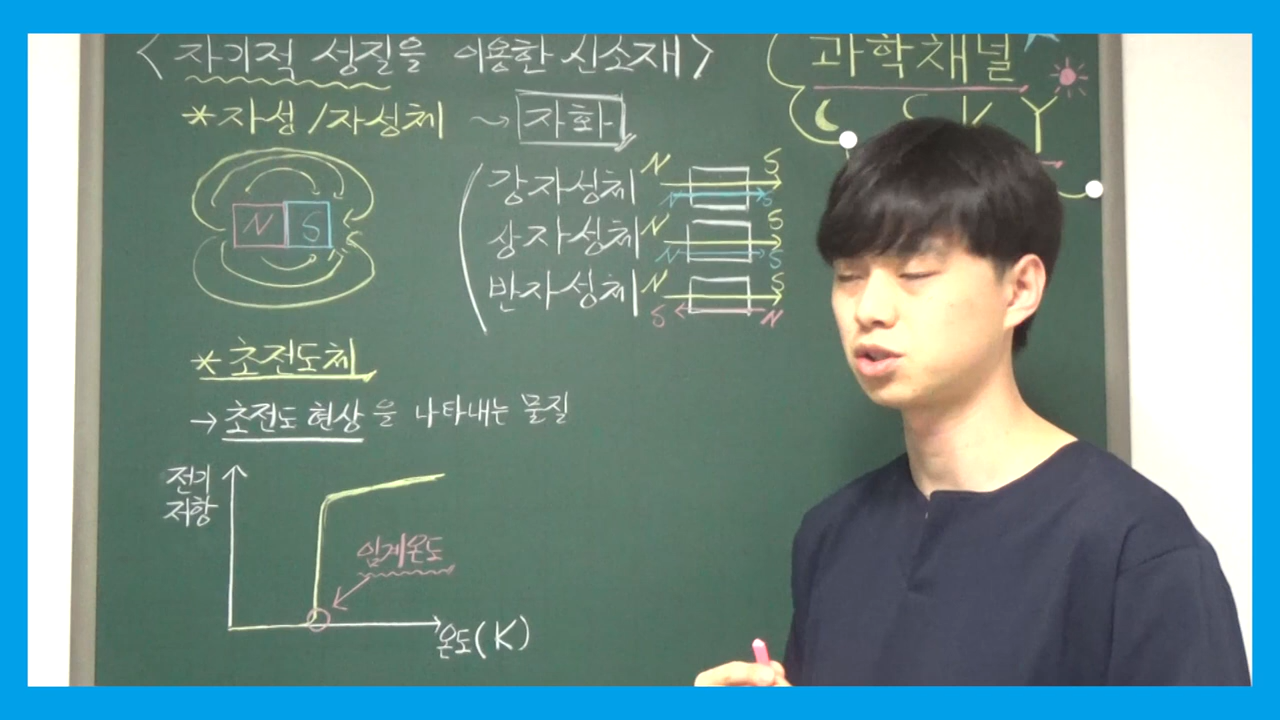 <자기적 성질을 이용한 신소재>
과학채널
SKY
*자성/자성체 ~> 자화
N S
강자성체 N S
N S
상자성체 N S
N S
반자성체 N S
S N
*초전도체
→ 초전도 현상을 나타내는 물질
전기
저항
임계온도
온도(K)